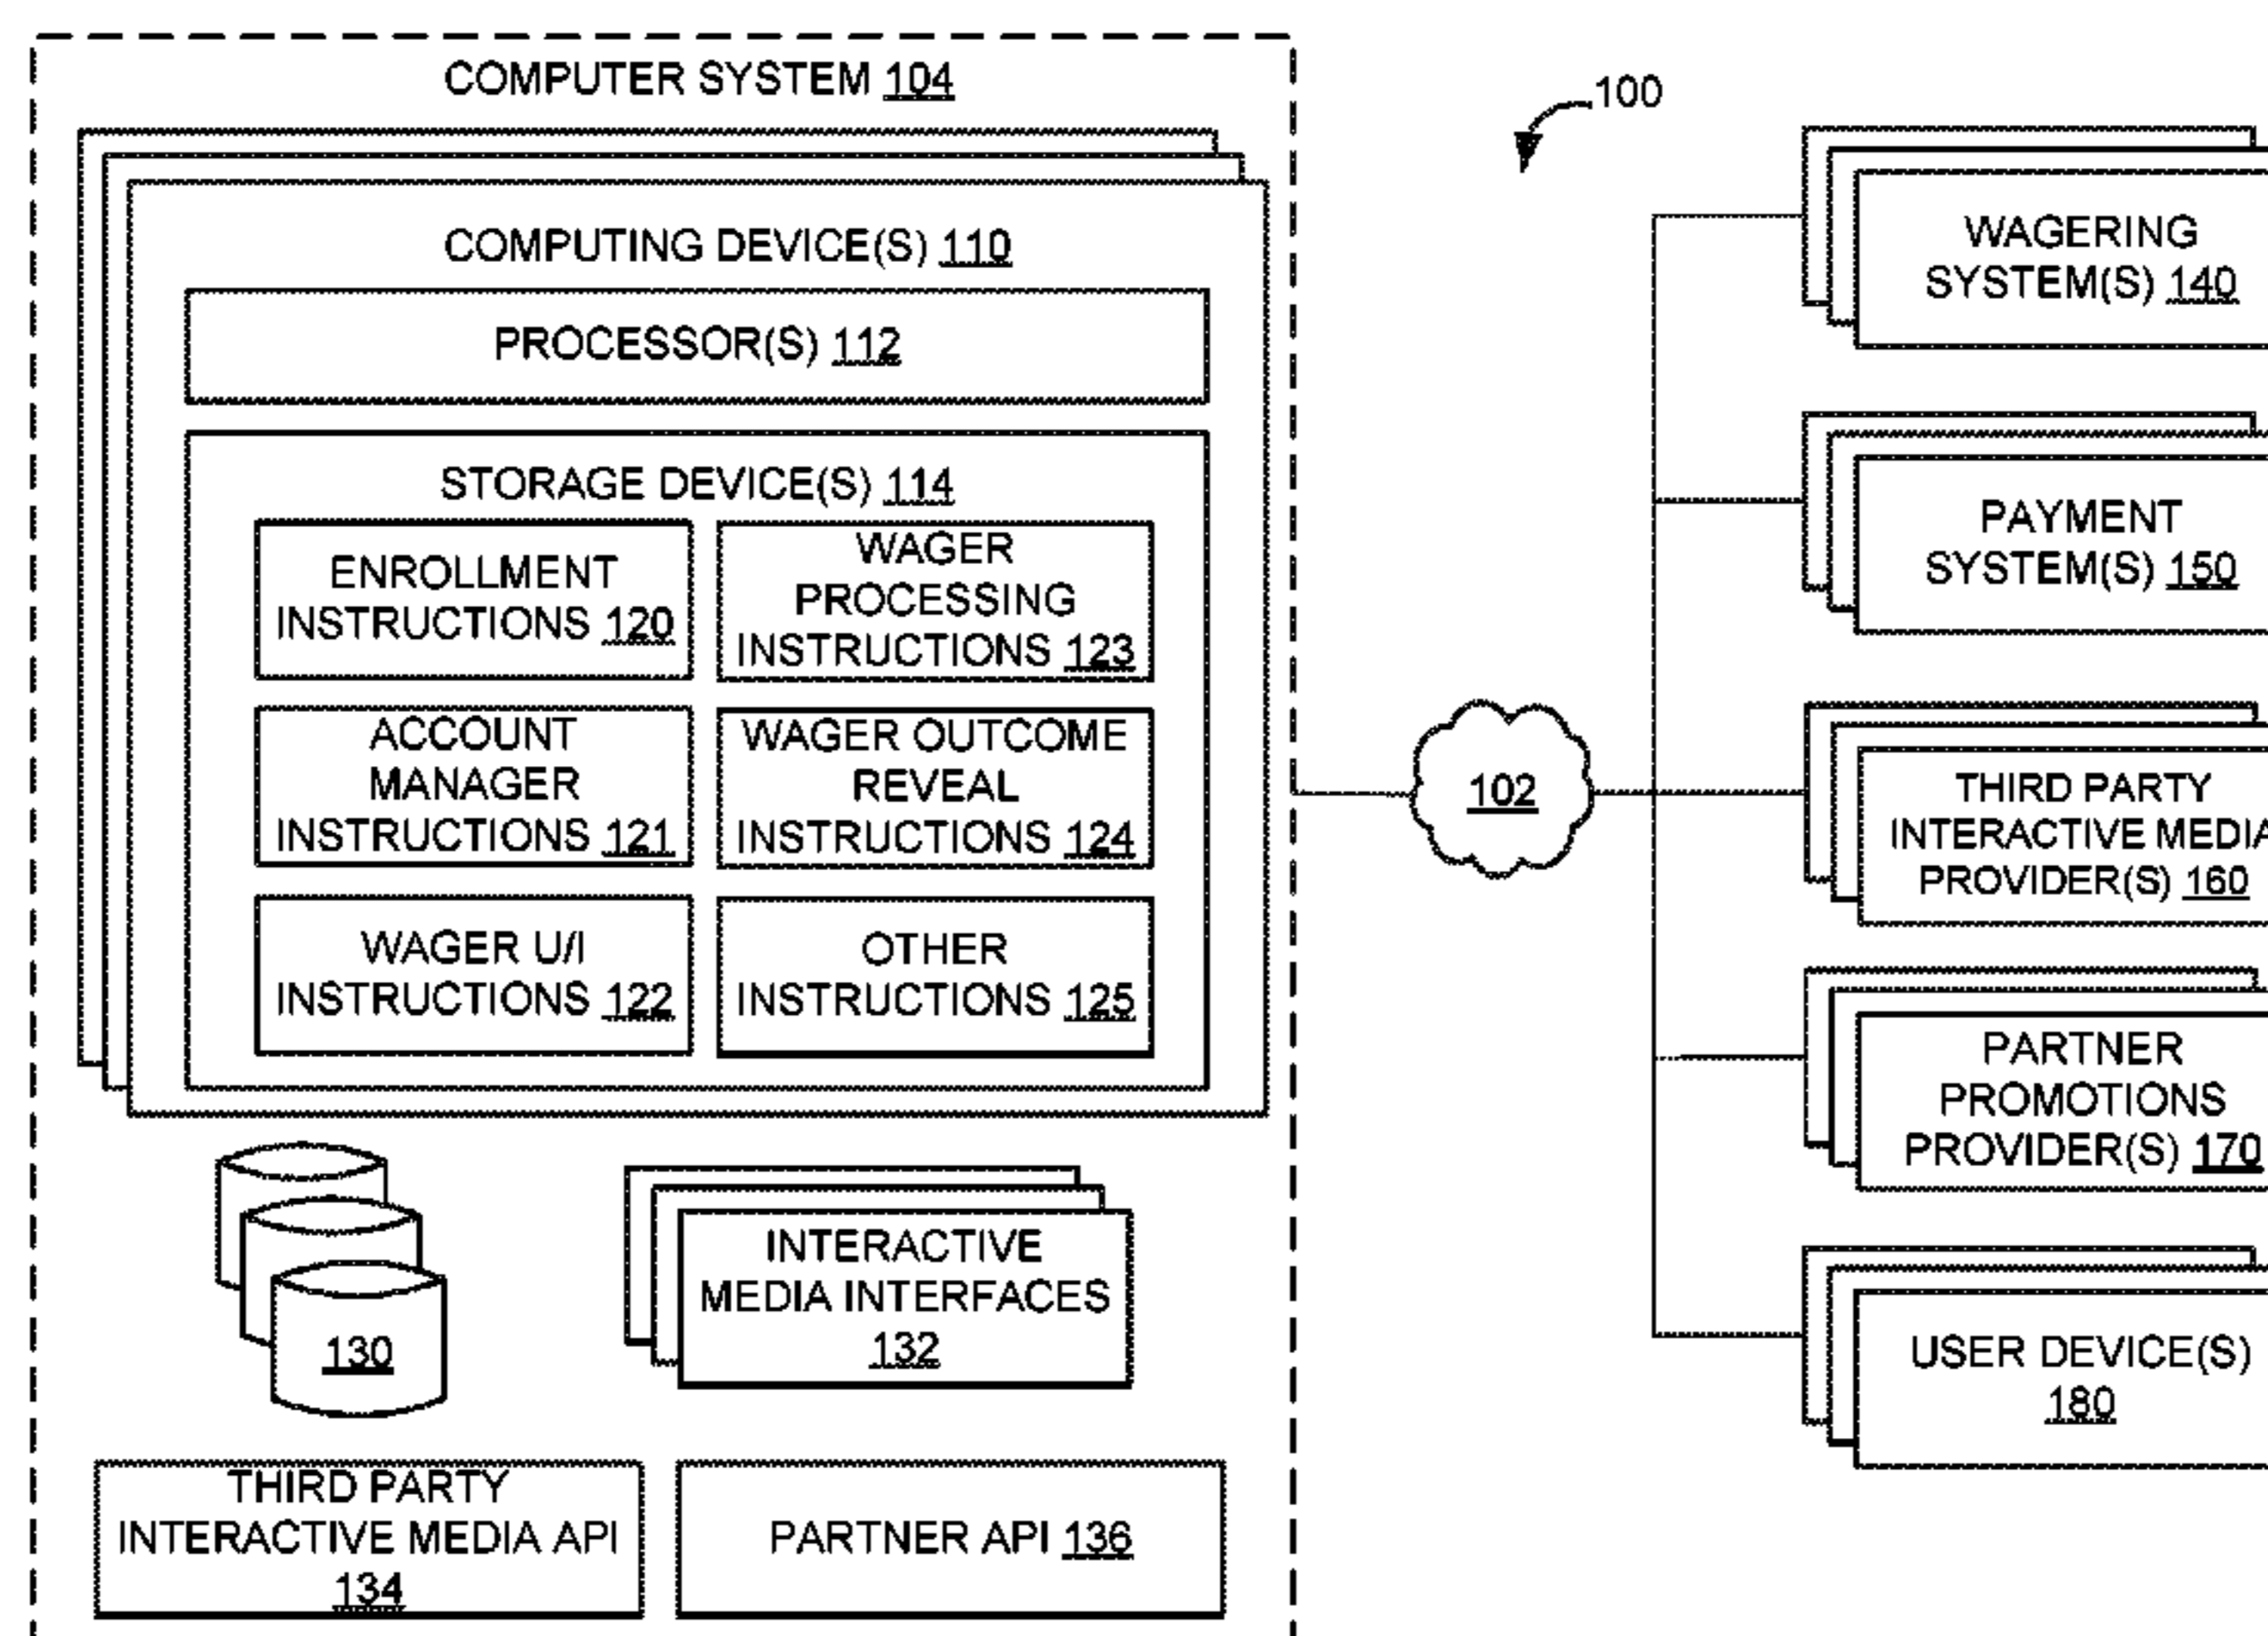 COMPUTER SYSTEM 104
COMPUTING DEVICE(S) 110
PROCESSOR(S) 112
STORAGE DEVICE(S) 114
ENROLLMENT
INSTRUCTIONS 120
WAGER
PROCESSING
INSTRUCTIONS 123
ACCOUNT
MANAGER
INSTRUCTIONS 121
WAGER OUTCOME
REVEAL
INSTRUCTIONS 124
WAGER U/I
INSTRUCTIONS 122
OTHER
INSTRUCTIONS 125
130
INTERACTIVE
MEDIA INTERFACES
132
THIRD PARTY
INTERACTIVE MEDIA API
134
PARTNER API 136
100
102
WAGERING
SYSTEM(S) 140
PAYMENT
SYSTEM(S) 150
THIRD PARTY
INTERACTIVE MEDIA
PROVIDER(S) 160
PARTNER
PROMOTIONS
PROVIDER(S) 170
USER DEVICE(S)
180